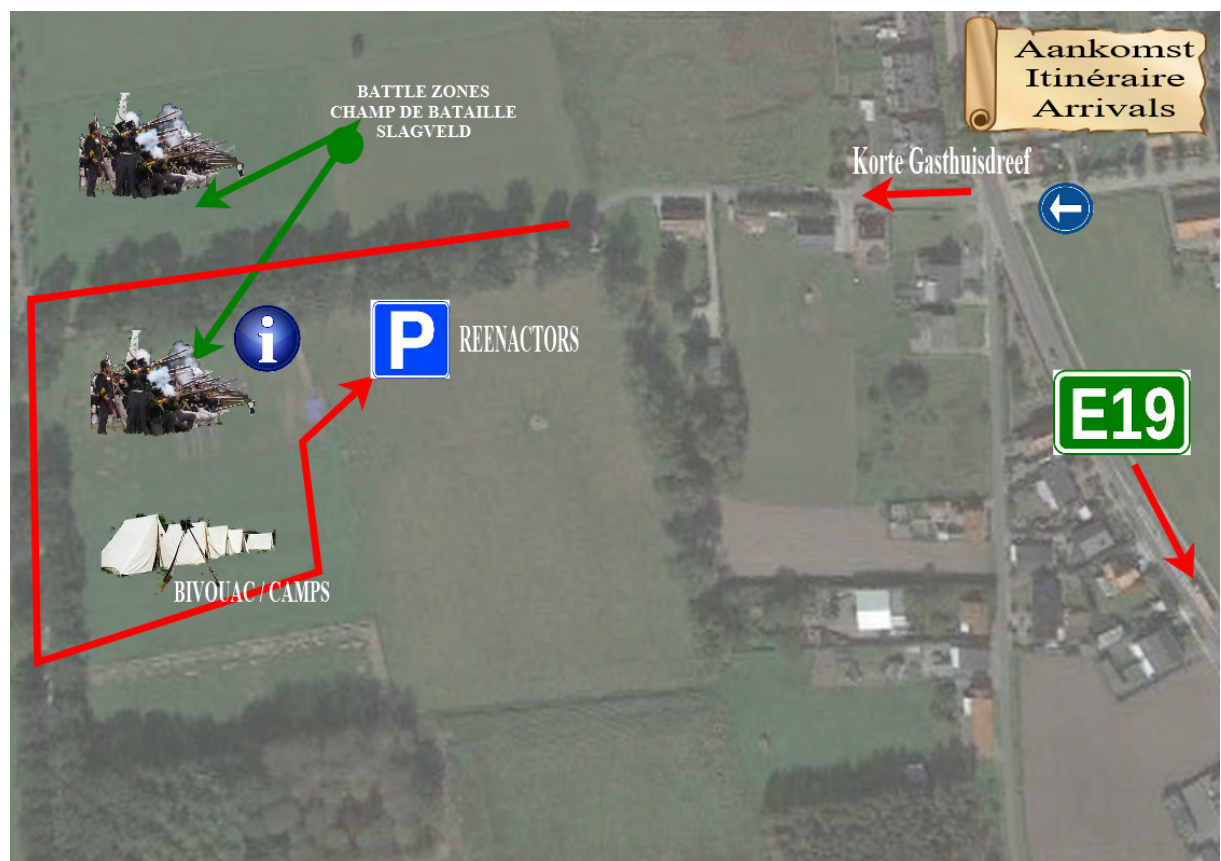 Aankomst
Itinéraire
Arrivals
BATTLE ZONES
CHAMP DE BATAILLE
SLAGVELD
Korte Gasthuisdreef
i
P
REENACTORS
E19
BIVOUAC / CAMPS